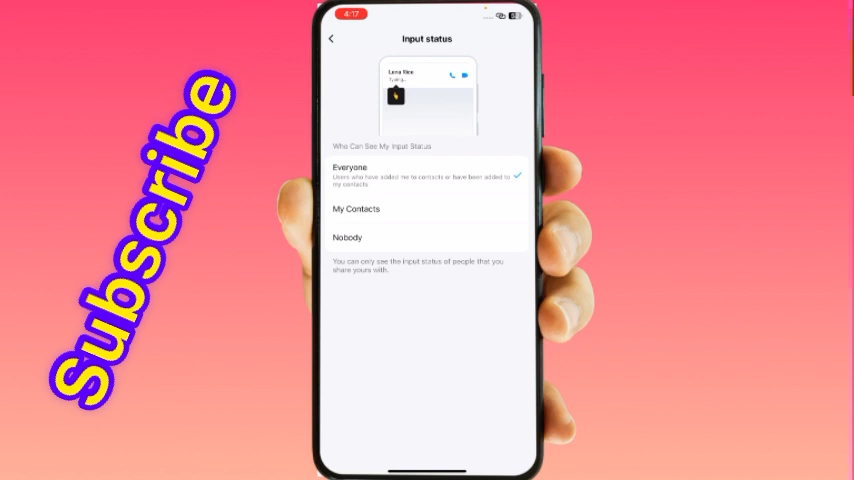 Subscribe
4:17
Input status
Lena Rice
Typing...
Who Can See My Input Status
Everyone
Users who have added me to contacts or have been added to
my contacts
My Contacts
Nobody
You can only see the input status of people that you
share yours with.